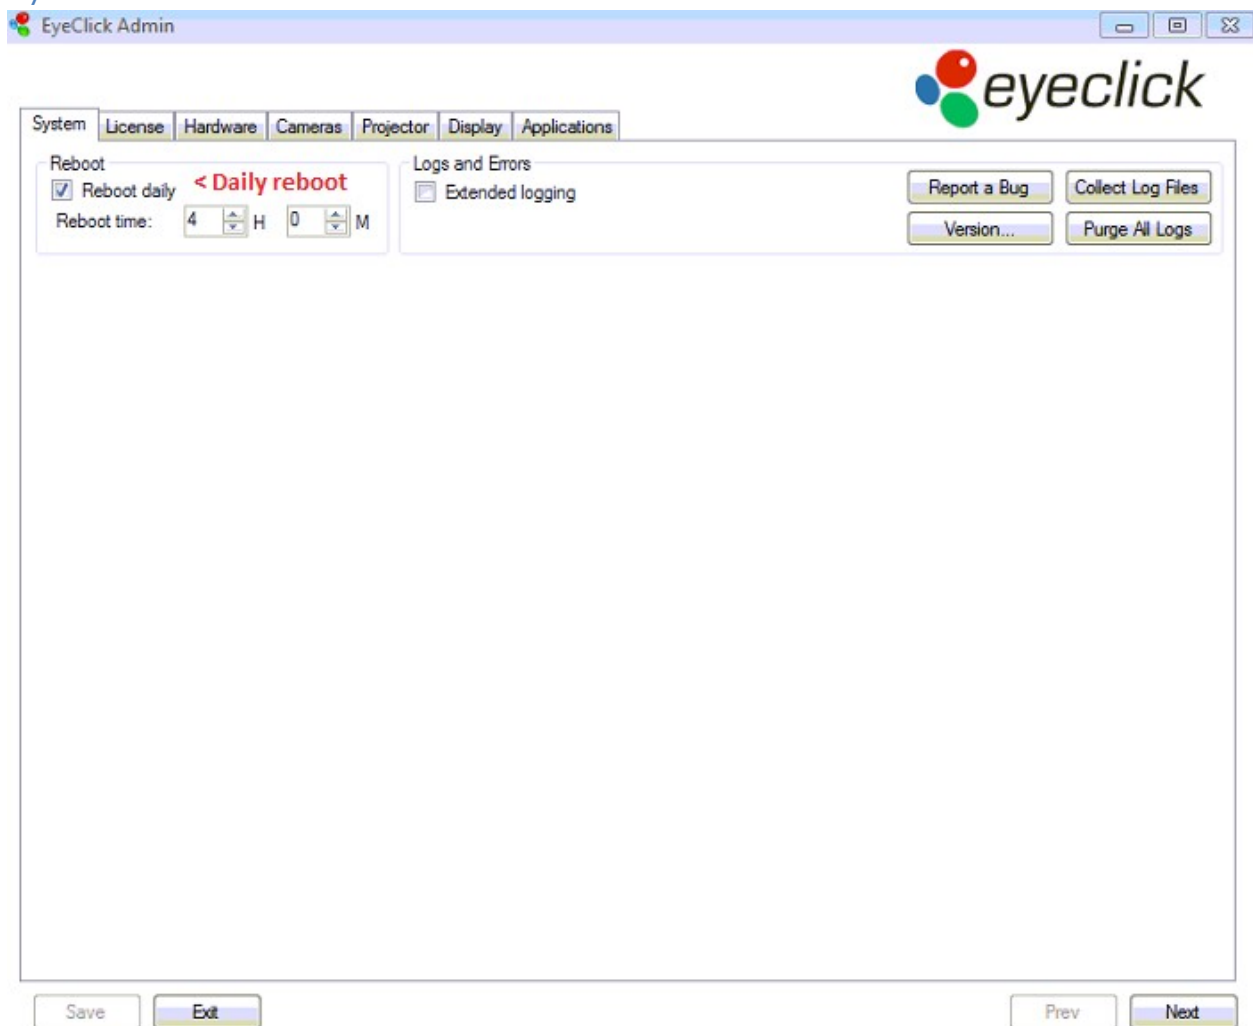 EyeClick Admin
eyeclick
System License Hardware Cameras Projector Display Applications
Reboot
Reboot daily < Daily reboot
Reboot time: 4 H 0 M
Logs and Errors
Extended logging
Report a Bug Collect Log Files
Version... Purge All Logs
Save Exit Prev Next